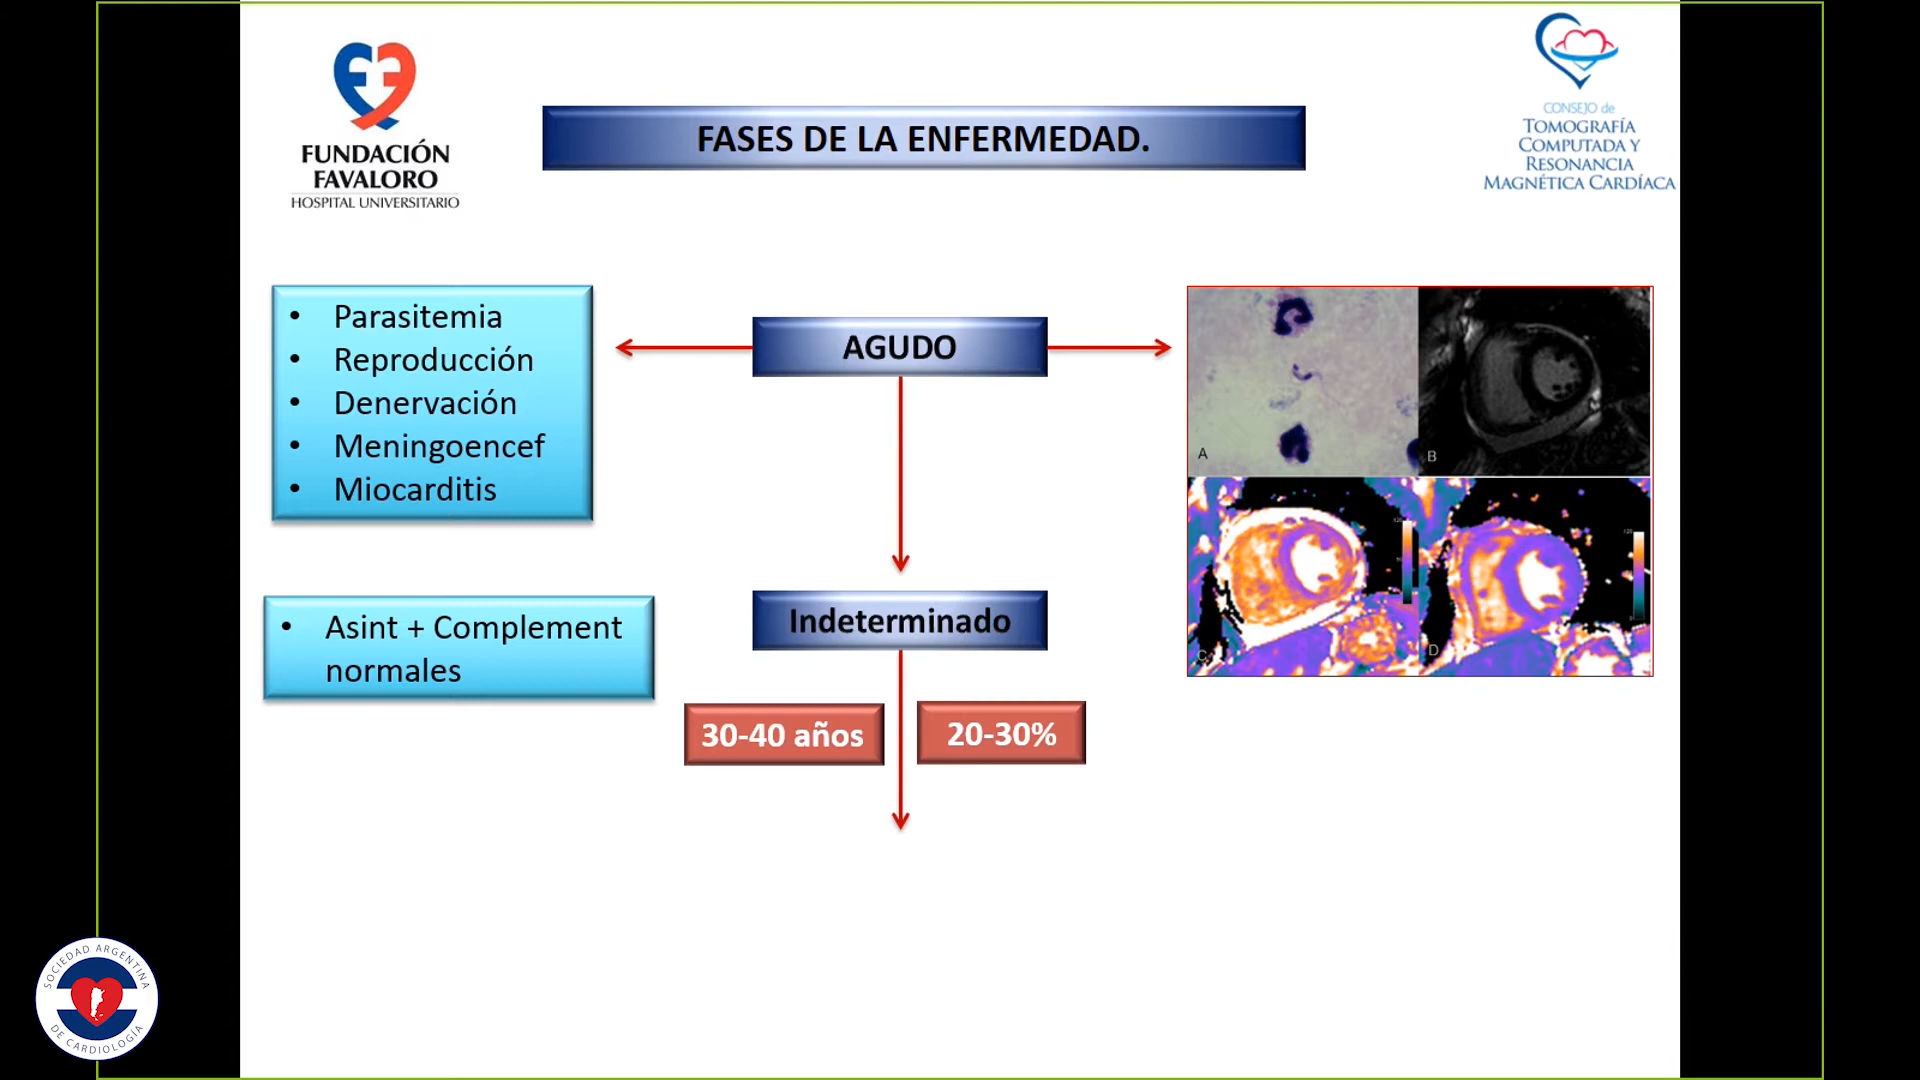 FUNDACIÓN
FAVALORO
HOSPITAL UNIVERSITARIO
FASES DE LA ENFERMEDAD.
CONSEJO de
TOMOGRAFÍA
COMPUTADA Y
RESONANCIA
MAGNÉTICA CARDÍACA
• Parasitemia
• Reproducción
• Denervación
• Meningoencef
• Miocarditis
AGUDO
A
B
C
D
• Asint + Complement
normales
Indeterminado
30-40 años
20-30%
SOCIEDAD ARGENTINA
DE CARDIOLOGÍA